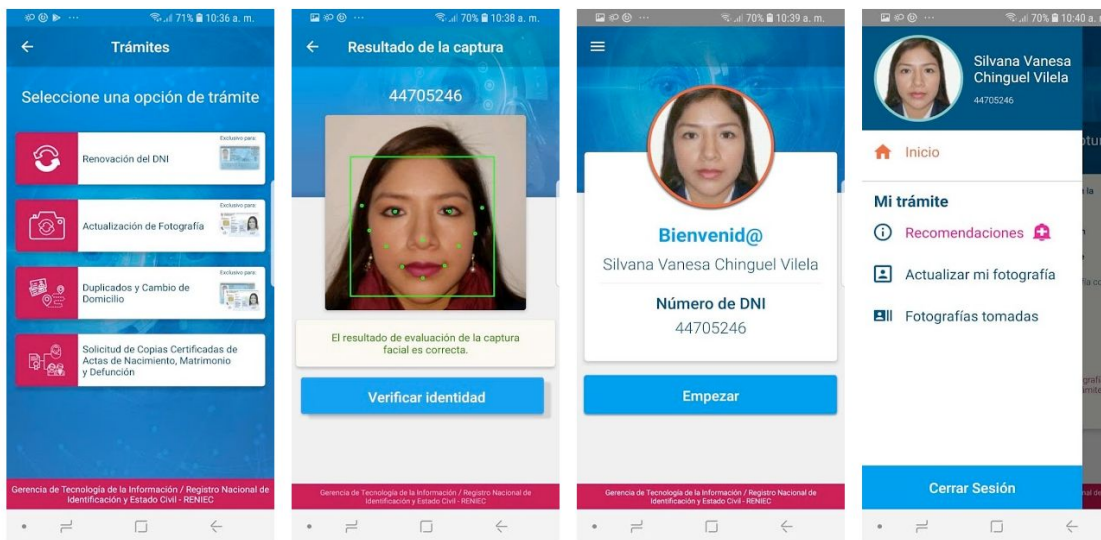 71% 10:36 a. m.
Trámites
Seleccione una opción de trámite
Exclusivo para:
Renovación del DNI
Exclusivo para:
Actualización de Fotografía
Exclusivo para:
Duplicados y Cambio de
Domicilio
Solicitud de Copias Certificadas de
Actas de Nacimiento, Matrimonio
y Defunción
Gerencia de Tecnología de la Información / Registro Nacional de
Identificación y Estado Civil - RENIEC
70% 10:38 a. m.
Resultado de la captura
44705246
El resultado de evaluación de la captura
facial es correcta.
Verificar identidad
Gerencia de Tecnología de la Información / Registro Nacional de
Identificación y Estado Civil - RENIEC
70% 10:39 a. m.
Bienvenid@
Silvana Vanesa Chinguel Vilela
Número de DNI
44705246
Empezar
Gerencia de Tecnología de la Información / Registro Nacional de
Identificación y Estado Civil - RENIEC
70% 10:40 a.
Silvana Vanesa
Chinguel Vilela
44705246
Inicio
Mi trámite
Recomendaciones
Actualizar mi fotografía
Fotografías tomadas
Cerrar Sesión